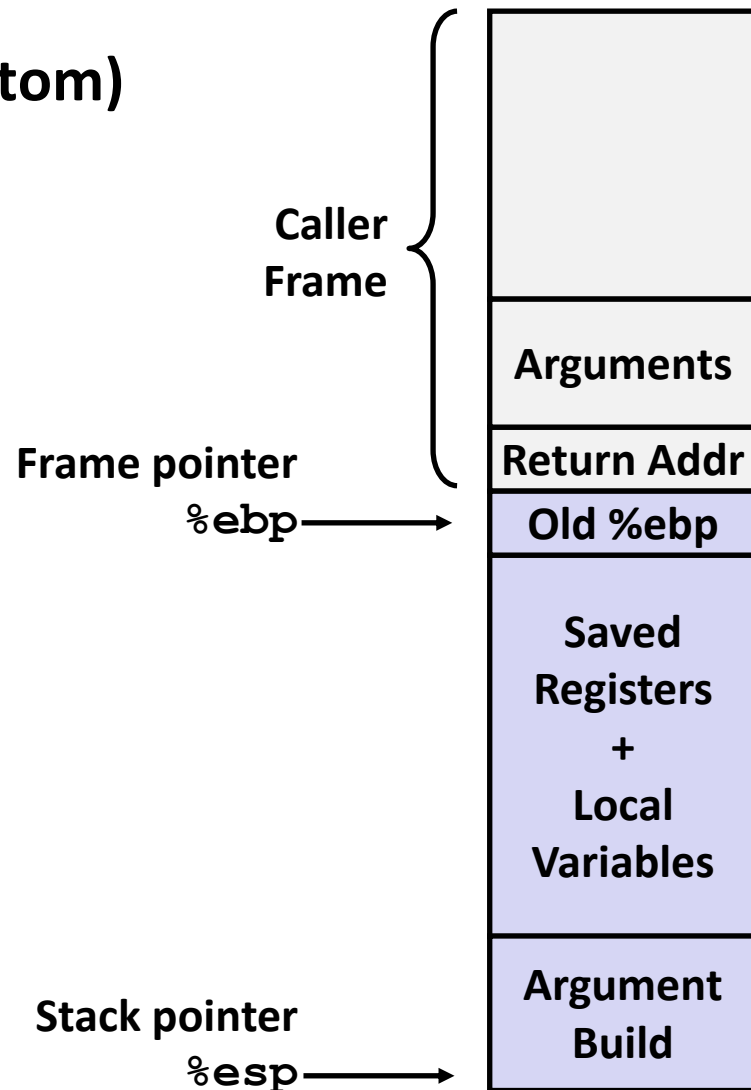 tom)
Caller
Frame
Arguments
Frame pointer
Return Addr
%ebp
Old %ebp
Saved
Registers
+
Local
Variables
Argument
Build
Stack pointer
%esp